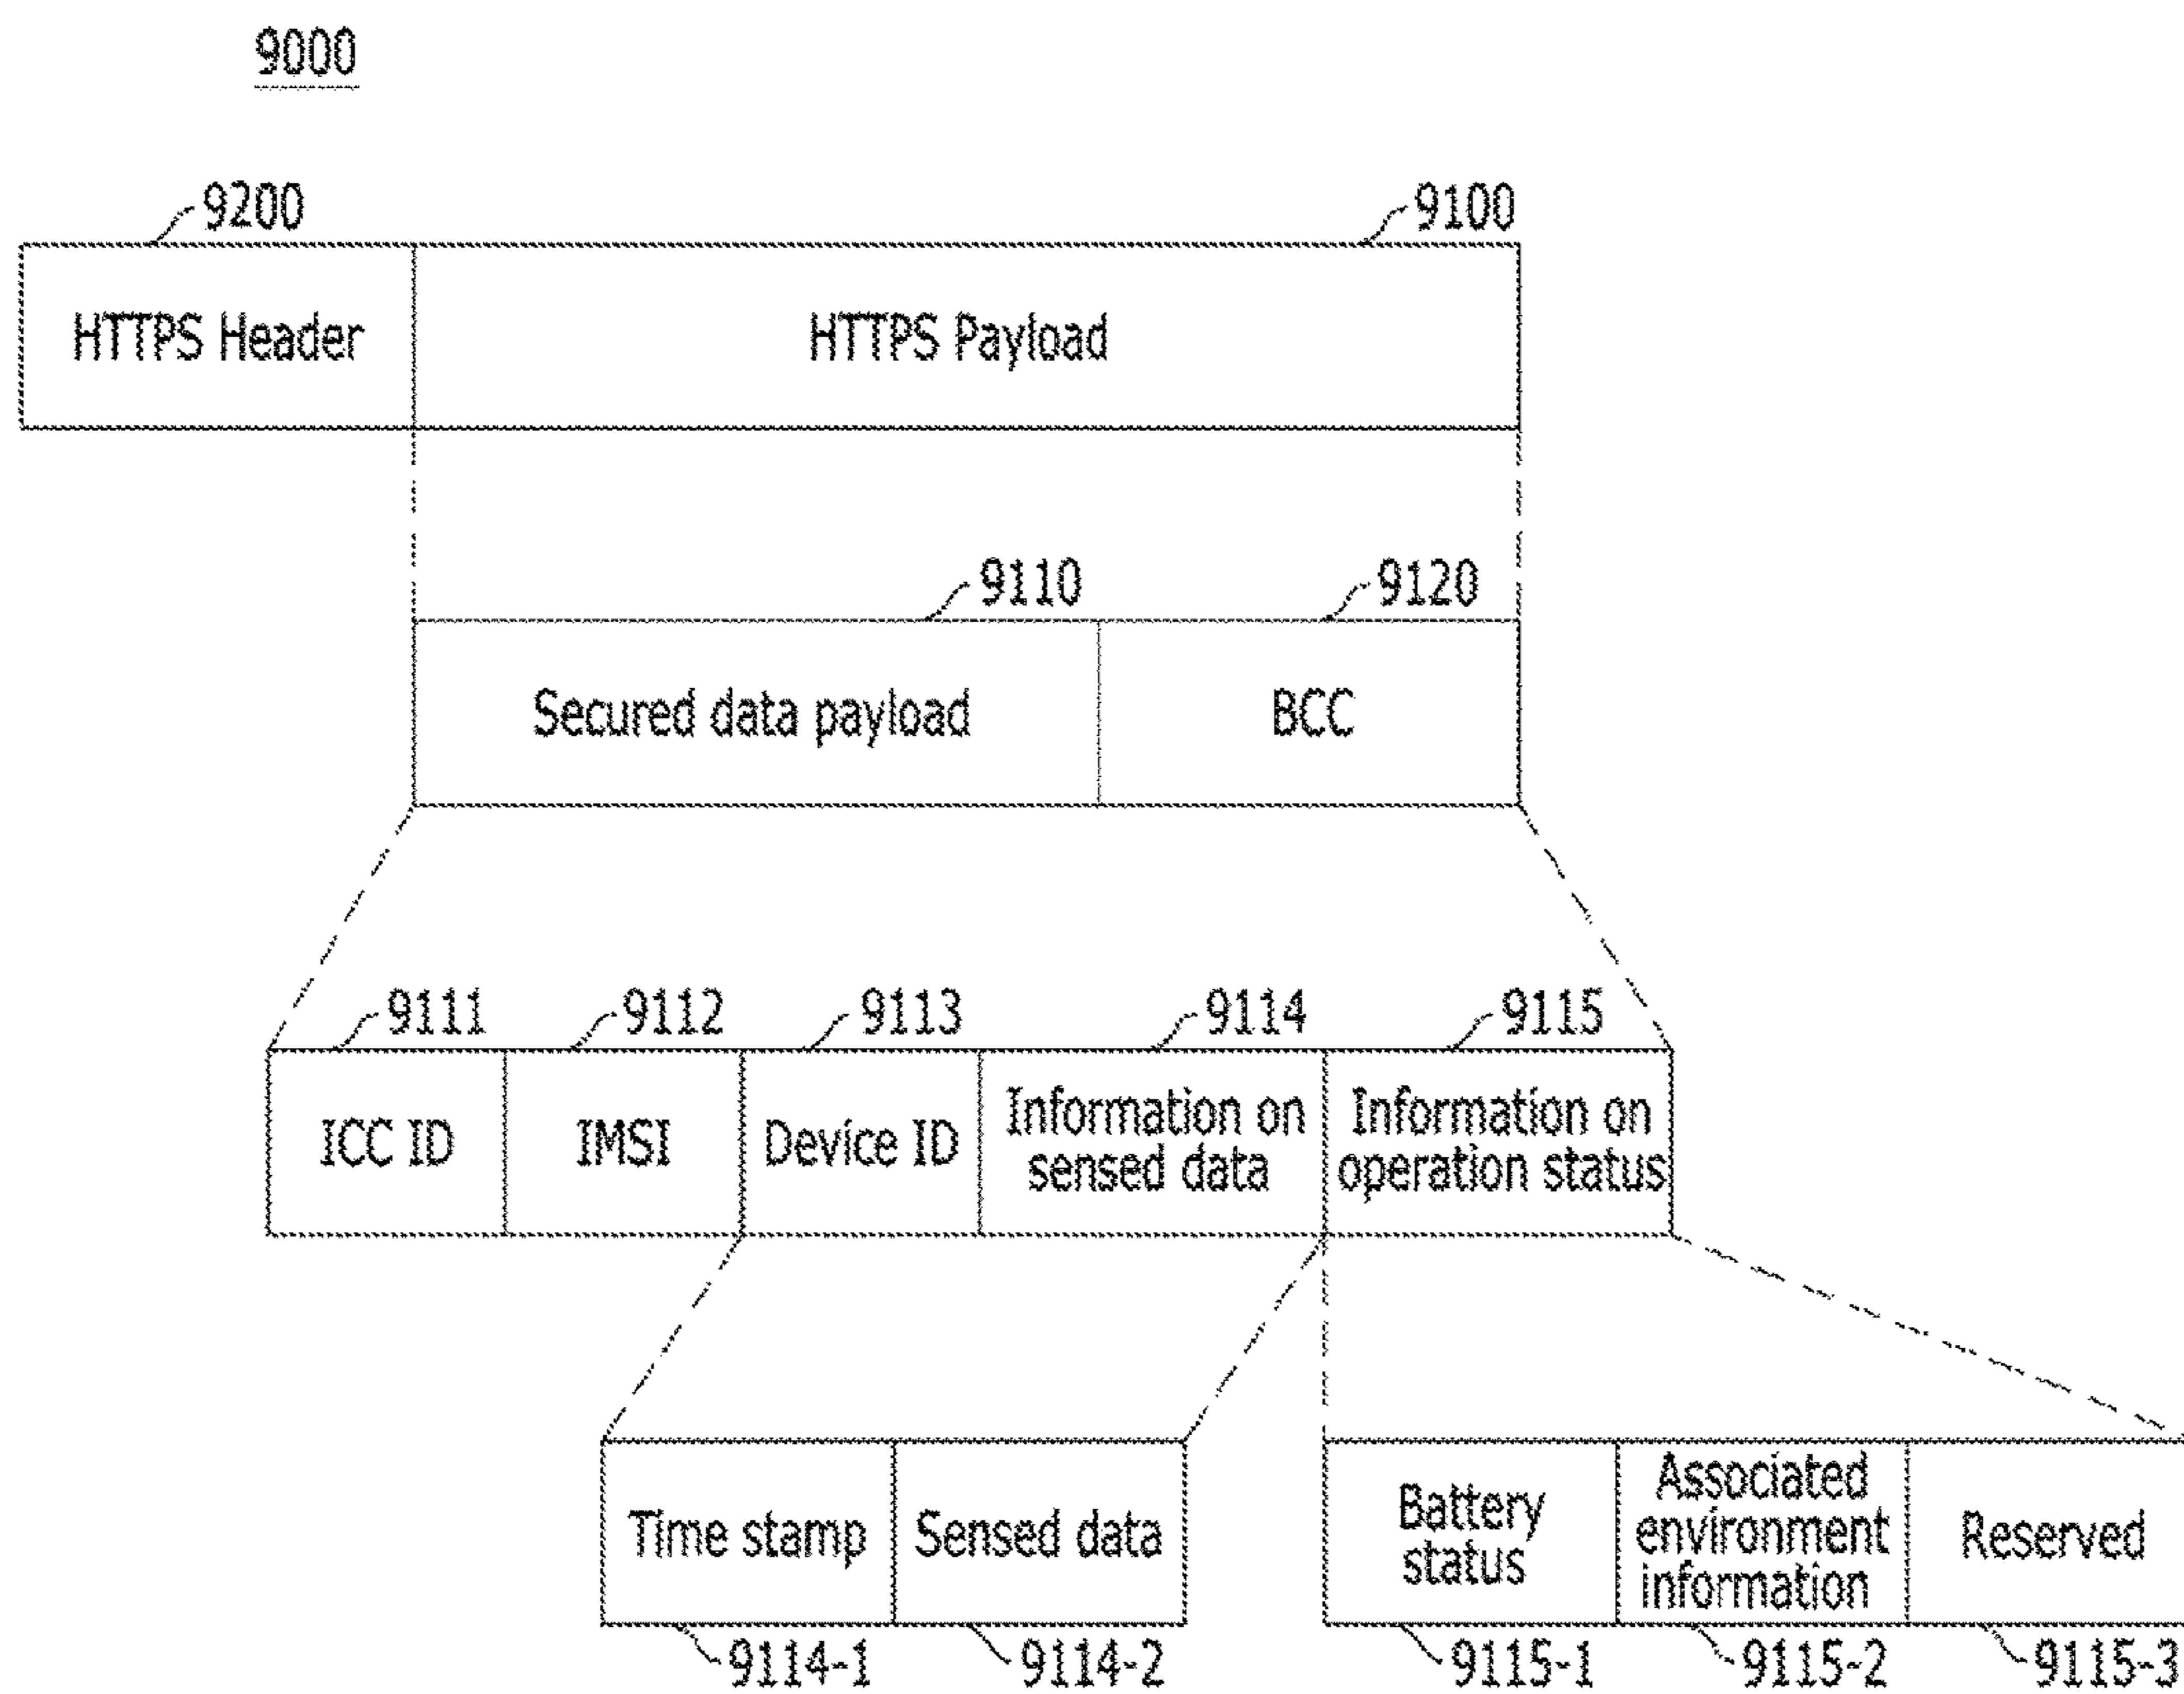 9000
9200
9100
HTTPS Header
HTTPS Payload
9110
9120
Secured data payload
BCC
9111
9112
9113
9114
9115
ICC ID
IMSI
Device ID
Information on
sensed data
Information on
operation status
Time stamp
Sensed data
Battery
status
Associated
environment
information
Reserved
9114-1
9114-2
9115-1
9115-2
9115-3